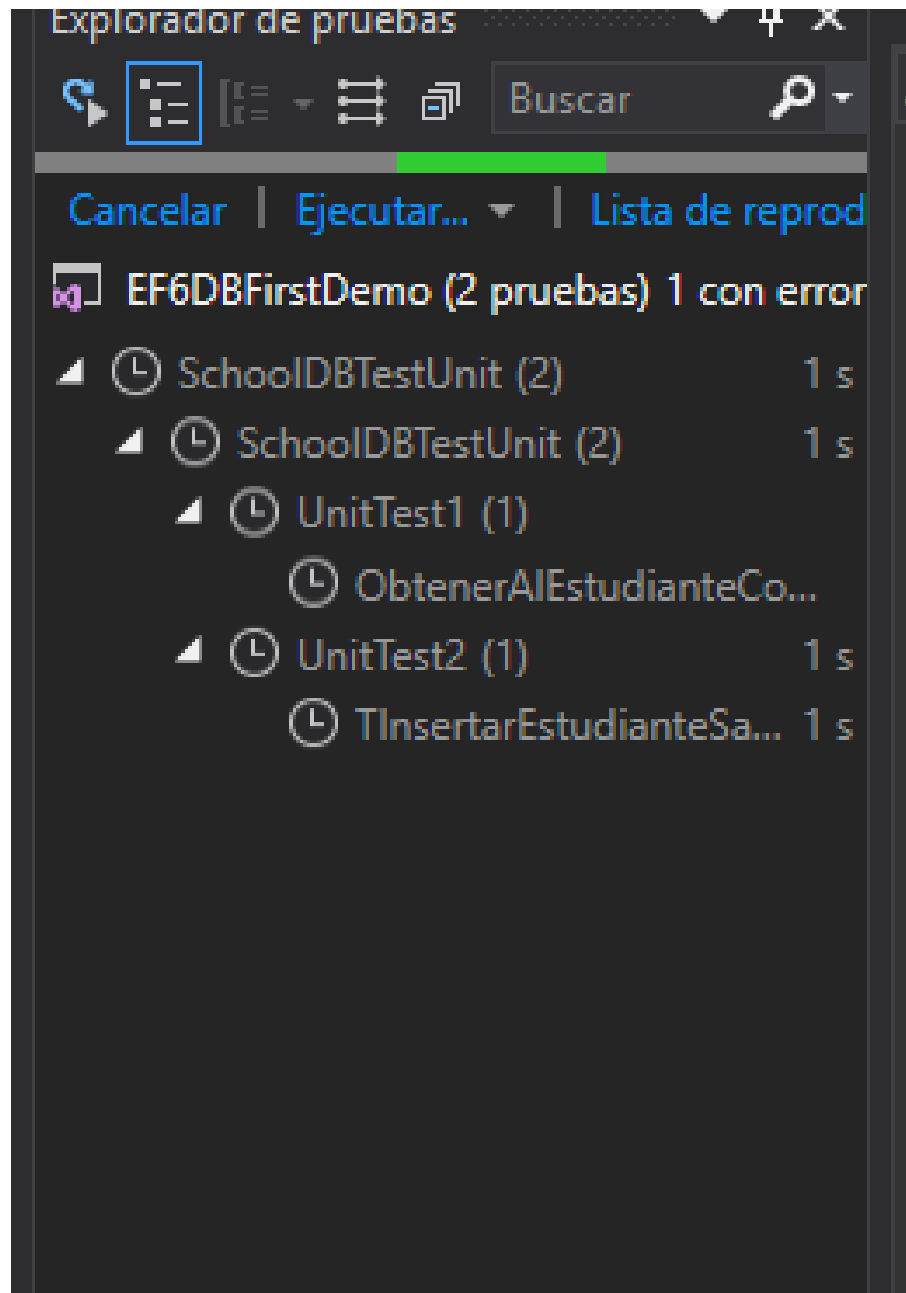 Explorador de pruebas
Buscar
Cancelar | Ejecutar... | Lista de reprod
EF6DBFirstDemo (2 pruebas) 1 con error
SchoolDBTestUnit (2) 1 s
SchoolDBTestUnit (2) 1 s
UnitTest1 (1)
ObtenerAlEstudianteCo...
UnitTest2 (1) 1 s
TInsertarEstudianteSa... 1 s